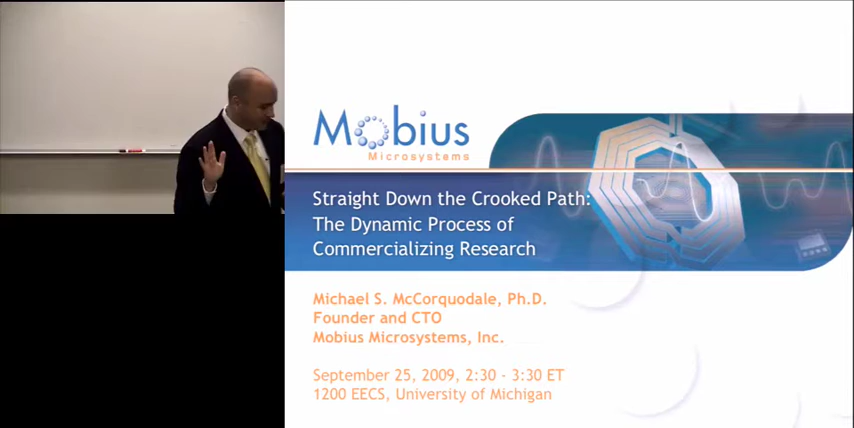 Mobius
Microsystems
Straight Down the Crooked Path:
The Dynamic Process of
Commercializing Research
Michael S. McCorquodale, Ph.D.
Founder and CTO
Mobius Microsystems, Inc.
September 25, 2009, 2:30 - 3:30 ET
1200 EECS, University of Michigan